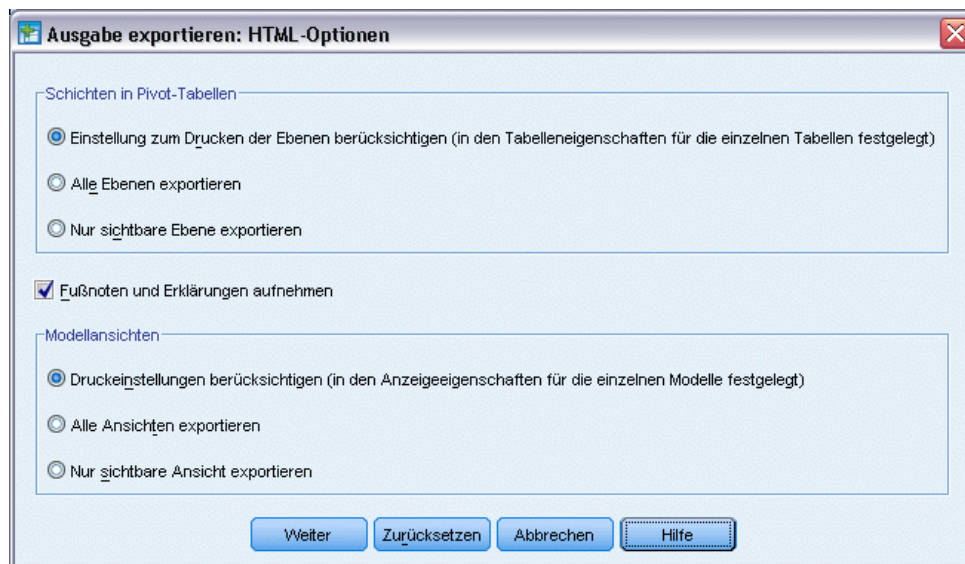 Ausgabe exportieren: HTML-Optionen
Schichten in Pivot-Tabellen
Einstellung zum Drucken der Ebenen berücksichtigen (in den Tabelleneigenschaften für die einzelnen Tabellen festgelegt)
Alle Ebenen exportieren
Nur sichtbare Ebene exportieren
Fußnoten und Erklärungen aufnehmen
Modellansichten
Druckeinstellungen berücksichtigen (in den Anzeigeeigenschaften für die einzelnen Modelle festgelegt)
Alle Ansichten exportieren
Nur sichtbare Ansicht exportieren
Weiter Zurücksetzen Abbrechen Hilfe